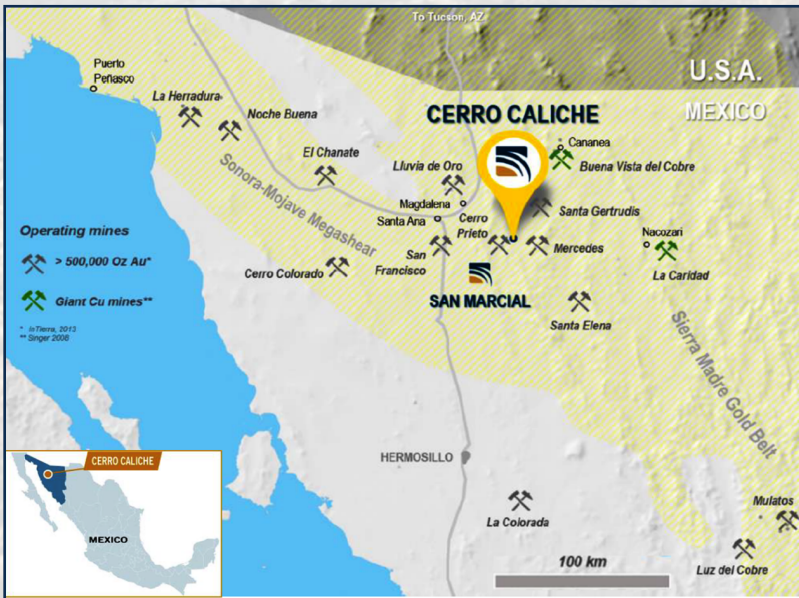 To Tucson, AZ
U.S.A.
MEXICO
Puerto
Peñasco
La Herradura
Noche Buena
El Chanate
Sonora-Mojave Megashear
CERRO CALICHE
Cananea
Buena Vista del Cobre
Lluvia de Oro
Magdalena
Santa Ana
Cerro
Prieto
Santa Gertrudis
Mercedes
Nacozari
La Caridad
San
Francisco
Cerro Colorado
SAN MARCIAL
Santa Elena
Sierra Madre Gold Belt
Operating mines
> 500,000 Oz Au*
Giant Cu mines**
* inTierra, 2013
** Singer 2008
HERMOSILLO
La Colorada
Mulatos
Luz del Cobre
100 km
CERRO CALICHE
MEXICO